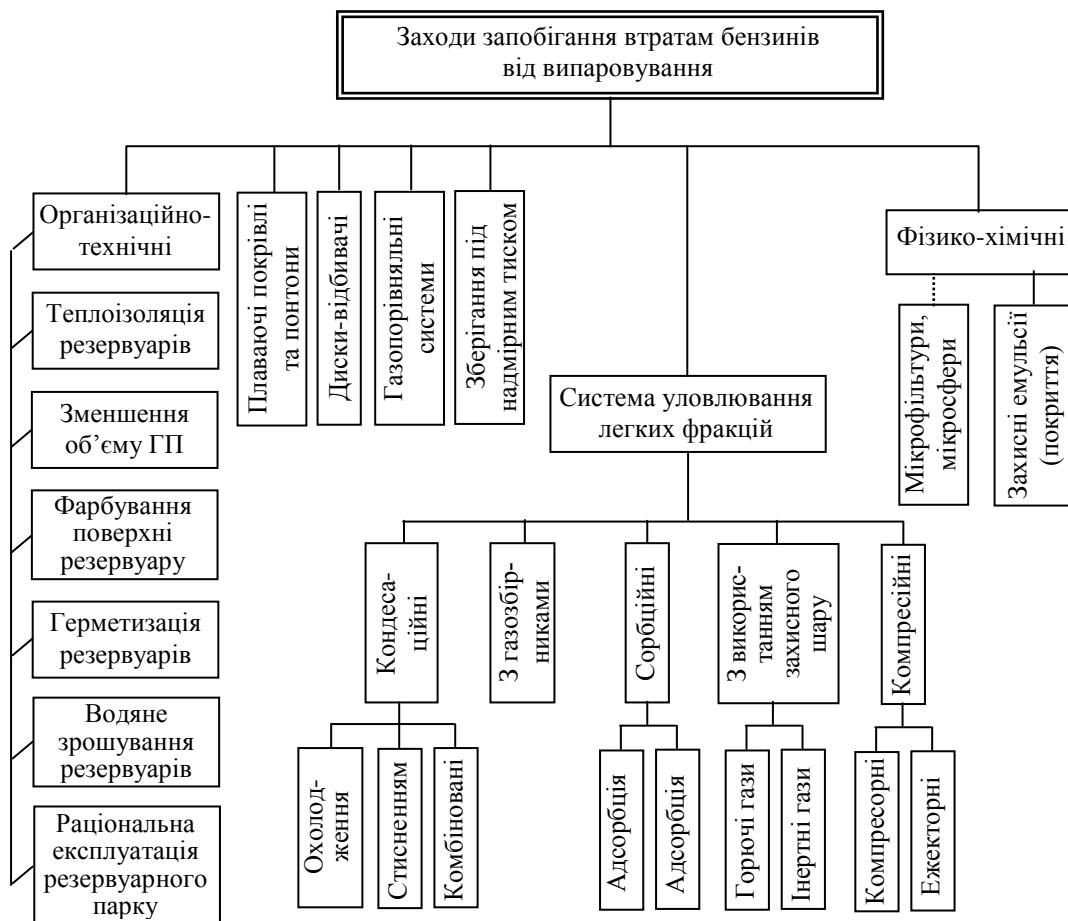 Заходи запобігання втратам бензинів
від випаровування
Організаційно-
технічні
Теплоізоляція
резервуарів
Зменшення
об’єму ГП
Фарбування
поверхні
резервуару
Герметизація
резервуарів
Водяне
зрошування
резервуарів
Раціональна
експлуатація
резервуарного
парку
Плаваючі покрівлі
та понтони
Диски-відбивачі
Газопорівняльні
системи
Зберігання під
надмірним тиском
Система уловлювання
легких фракцій
Кондеса-
ційні
Охолод-
ження
Стисненням
Комбіновані
З газозбір-
никами
Сорбційні
Адсорбція
Адсорбція
З викорис-
танням
захисного
шару
Горючі гази
Інертні гази
Компресійні
Компресорні
Ежекторні
Фізико-хімічні
Мікрофільтури,
мікросфери
Захисні емульсії
(покриття)